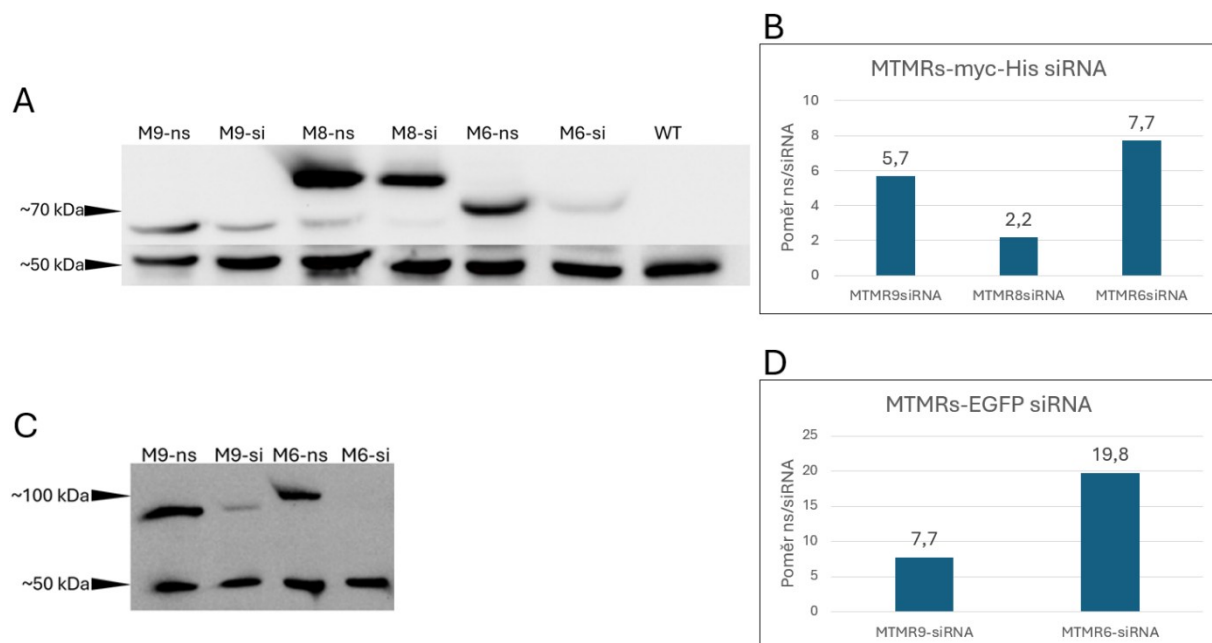 A
M9-ns M9-si M8-ns M8-si M6-ns M6-si WT
~70 kDa
~50 kDa
B
MTMRs-myc-His siRNA
Poměr ns/siRNA
10
8
6
4
2
0
5,7
2,2
7,7
MTMR9siRNA MTMR8siRNA MTMR6siRNA
C
M9-ns M9-si M6-ns M6-si
~100 kDa
~50 kDa
D
MTMRs-EGFP siRNA
Poměr ns/siRNA
25
20
15
10
5
0
7,7
19,8
MTMR9-siRNA MTMR6-siRNA